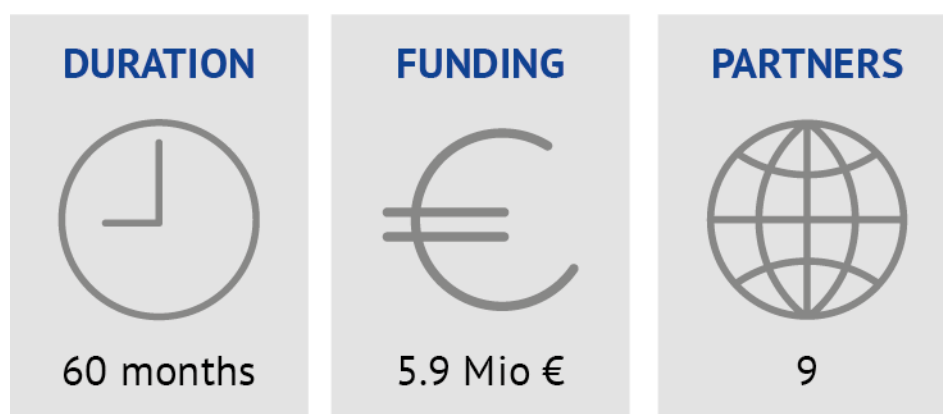 DURATION
60 months
FUNDING
5.9 Mio €
PARTNERS
9